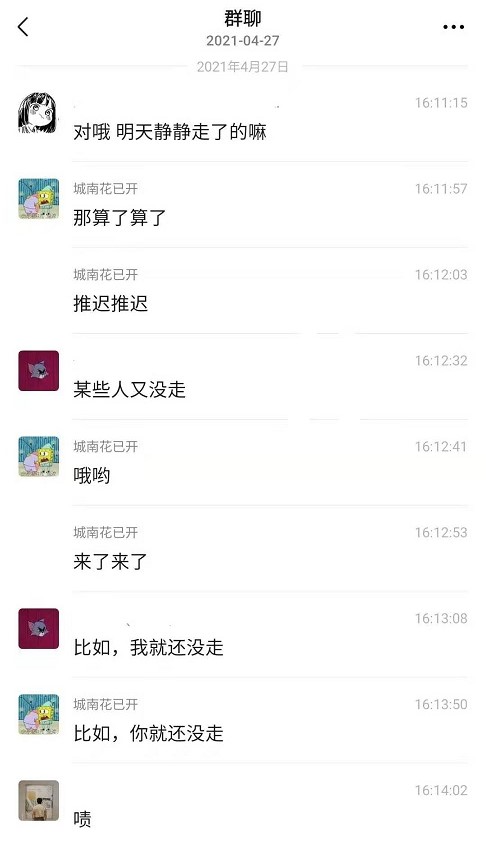 群聊
2021-04-27
2021年4月27日
16:11:15
对哦 明天静静走了的嘛
城南花已开 16:11:57
那算了算了
城南花已开 16:12:03
推迟推迟
16:12:32
某些人又没走
城南花已开 16:12:41
哦哟
城南花已开 16:12:53
来了来了
16:13:08
比如，我就还没走
城南花已开 16:13:50
比如，你就还没走
16:14:02
啧